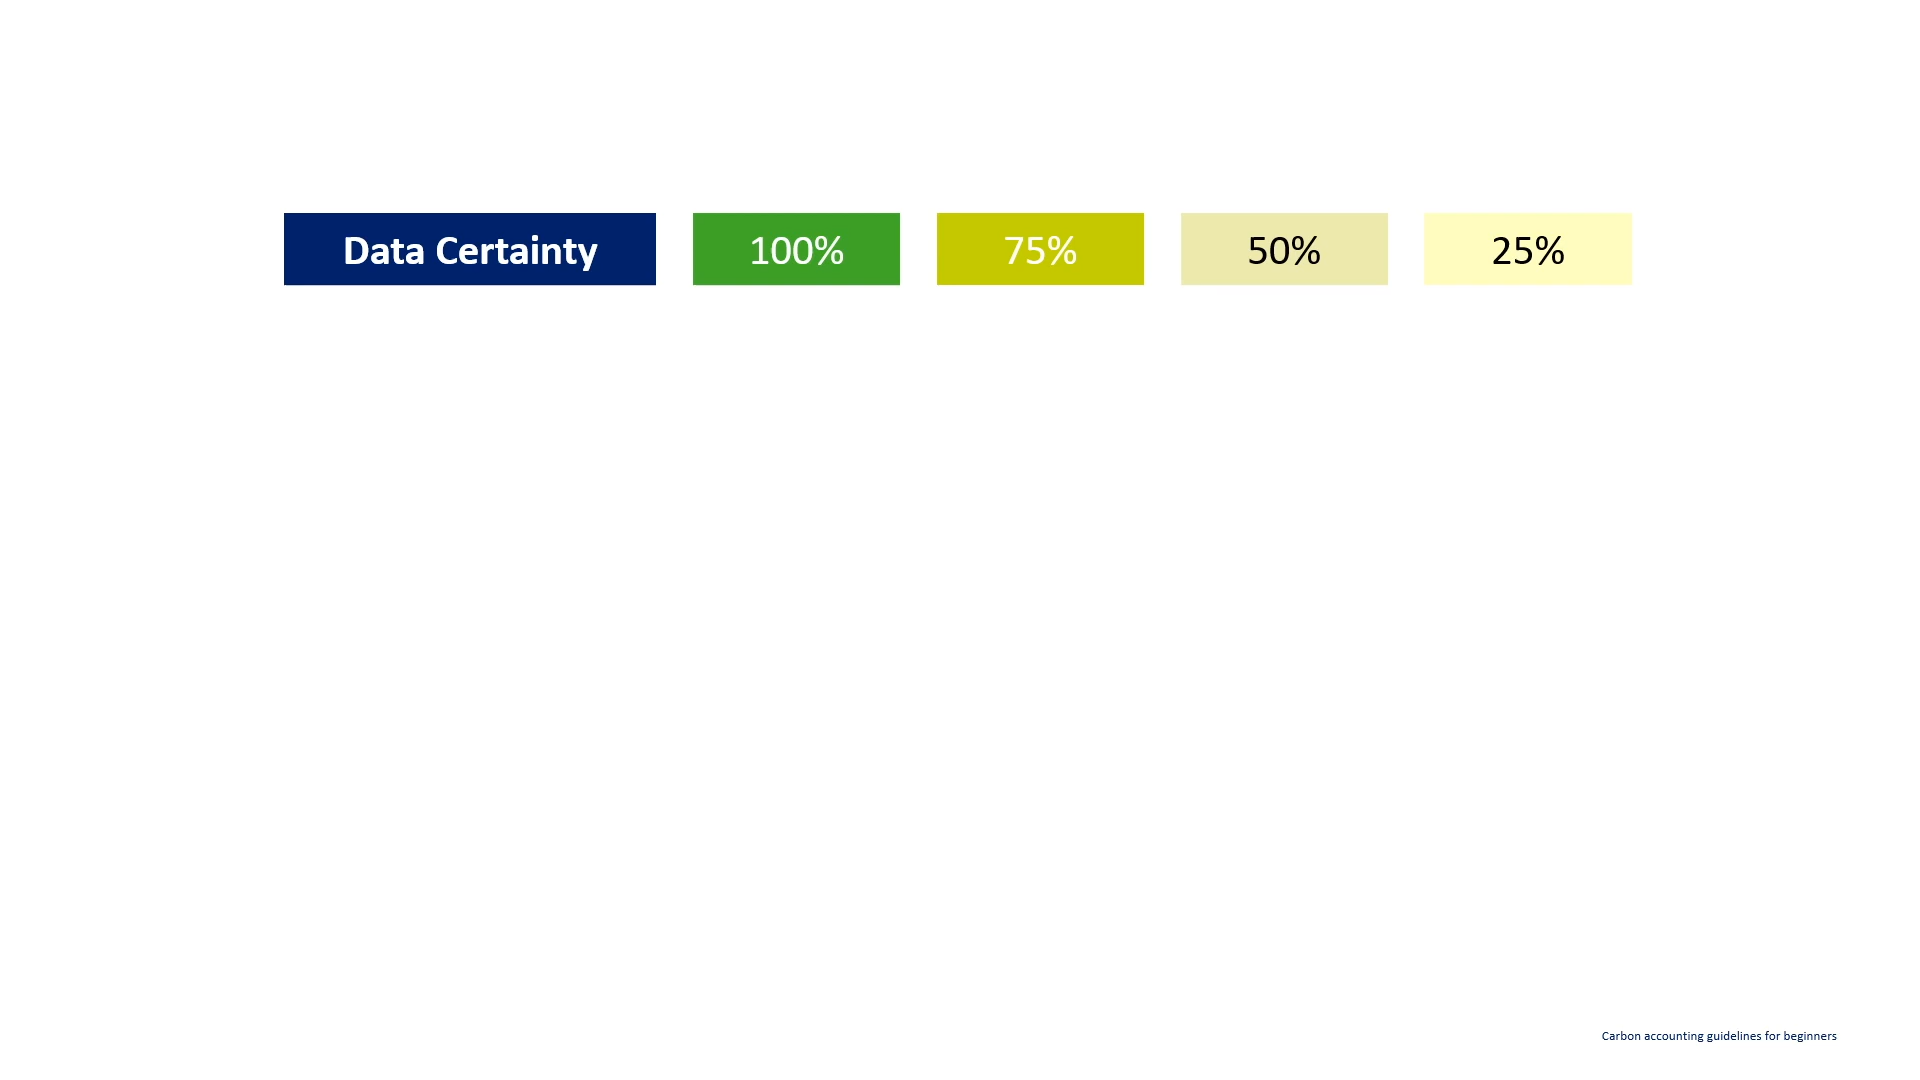 Data Certainty 100% 75% 50% 25%
Carbon accounting guidelines for beginners